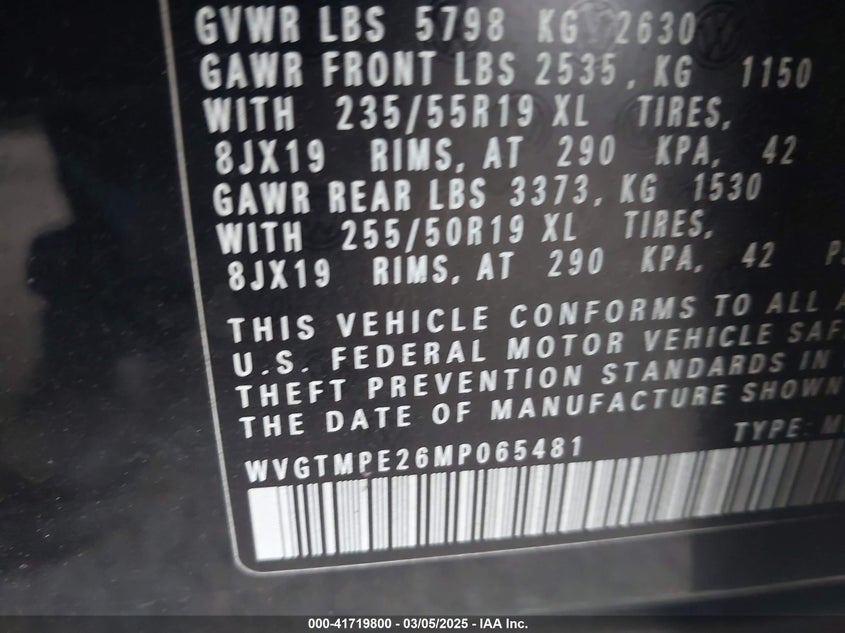 GVWR LBS 5798 KG 2630
GAWR FRONT LBS 2535, KG 1150
WITH 235/55R19 XL TIRES,
8JX19 RIMS, AT 290 KPA, 42
GAWR REAR LBS 3373, KG 1530
WITH 255/50R19 XL TIRES,
8JX19 RIMS, AT 290 KPA, 42 PS
THIS VEHICLE CONFORMS TO ALL A
U.S. FEDERAL MOTOR VEHICLE SAF
THEFT PREVENTION STANDARDS IN
THE DATE OF MANUFACTURE SHOWN
TYPE: M
WVGTMPE26MP065481
000-41719800 - 03/05/2025 - IAA Inc.